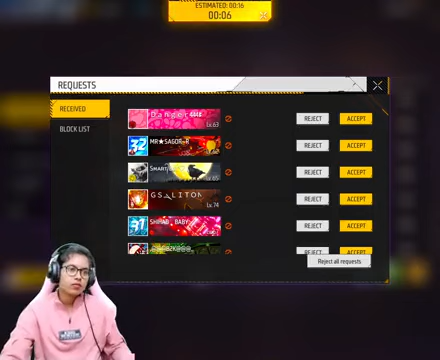 ESTIMATED: 00:16
00:06
REQUESTS
RECEIVED
BLOCK LIST
Lv.63
REJECT
ACCEPT
MR★SAGOR
REJECT
ACCEPT
REJECT
ACCEPT
Lv.74
REJECT
ACCEPT
BABY
REJECT
ACCEPT
REJECT
ACCEPT
Reject all requests